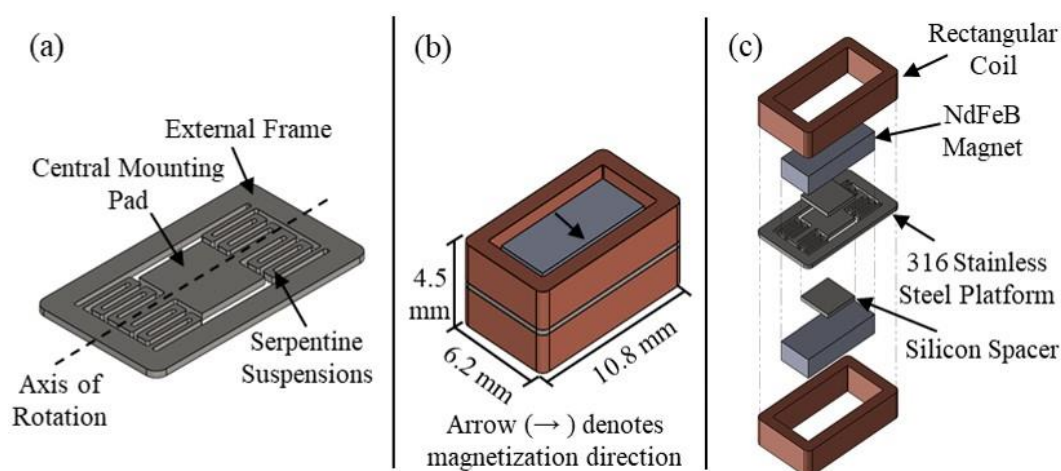 (a)
External Frame
Central Mounting
Pad
Serpentine
Suspensions
Axis of
Rotation
(b)
4.5
mm
6.2 mm
10.8 mm
Arrow (→ ) denotes
magnetization direction
(c)
Rectangular
Coil
NdFeB
Magnet
316 Stainless
Steel Platform
Silicon Spacer